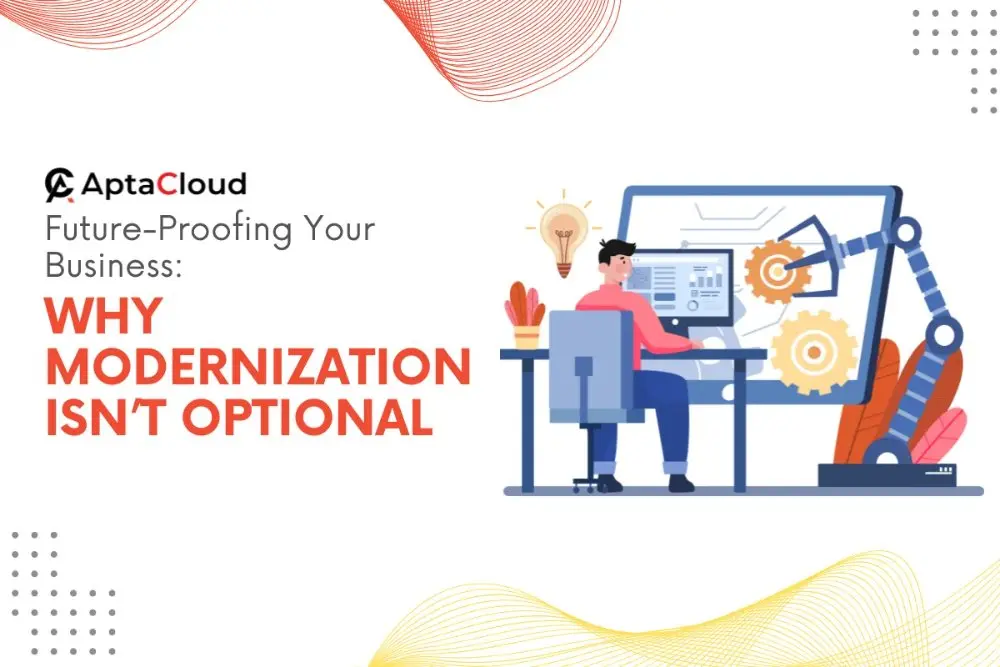 AptaCloud
Future-Proofing Your
Business:
WHY
MODERNIZATION
ISN’T OPTIONAL